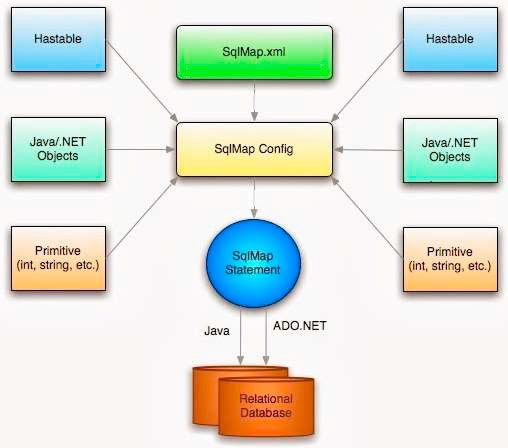 Hastable
SqlMap.xml
Hastable
Java/.NET
Objects
SqlMap Config
Java/.NET
Objects
Primitive
(int, string, etc.)
SqlMap
Statement
Primitive
(int, string, etc.)
Java
ADO.NET
Relational
Database